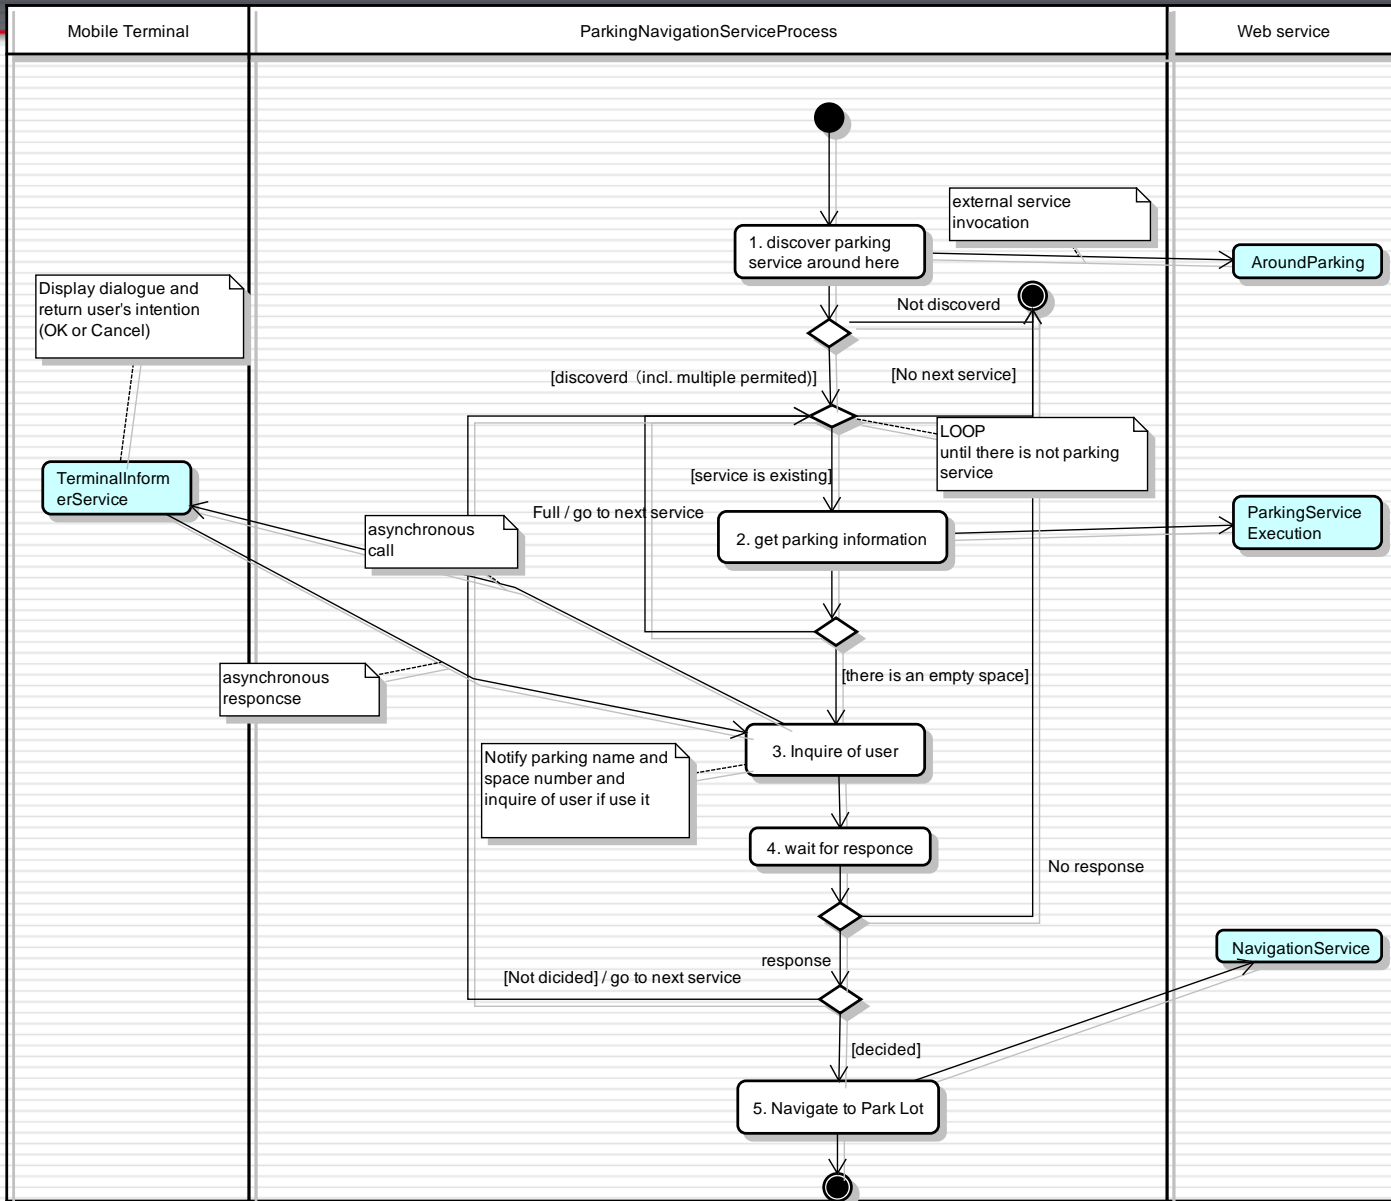 Mobile Terminal
ParkingNavigationServiceProcess
Web service
external service
invocation
1. discover parking
service around here
AroundParking
Display dialogue and
return user's intention
(OK or Cancel)
Not discoverd
[discoverd（incl. multiple permited)]
[No next service]
LOOP
until there is not parking
service
[service is existing]
TerminalInform
erService
Full / go to next service
asynchronous
call
2. get parking information
ParkingService
Execution
asynchronous
responcse
[there is an empty space]
3. Inquire of user
Notify parking name and
space number and
inquire of user if use it
4. wait for responce
No response
response
[Not dicided] / go to next service
NavigationService
[decided]
5. Navigate to Park Lot